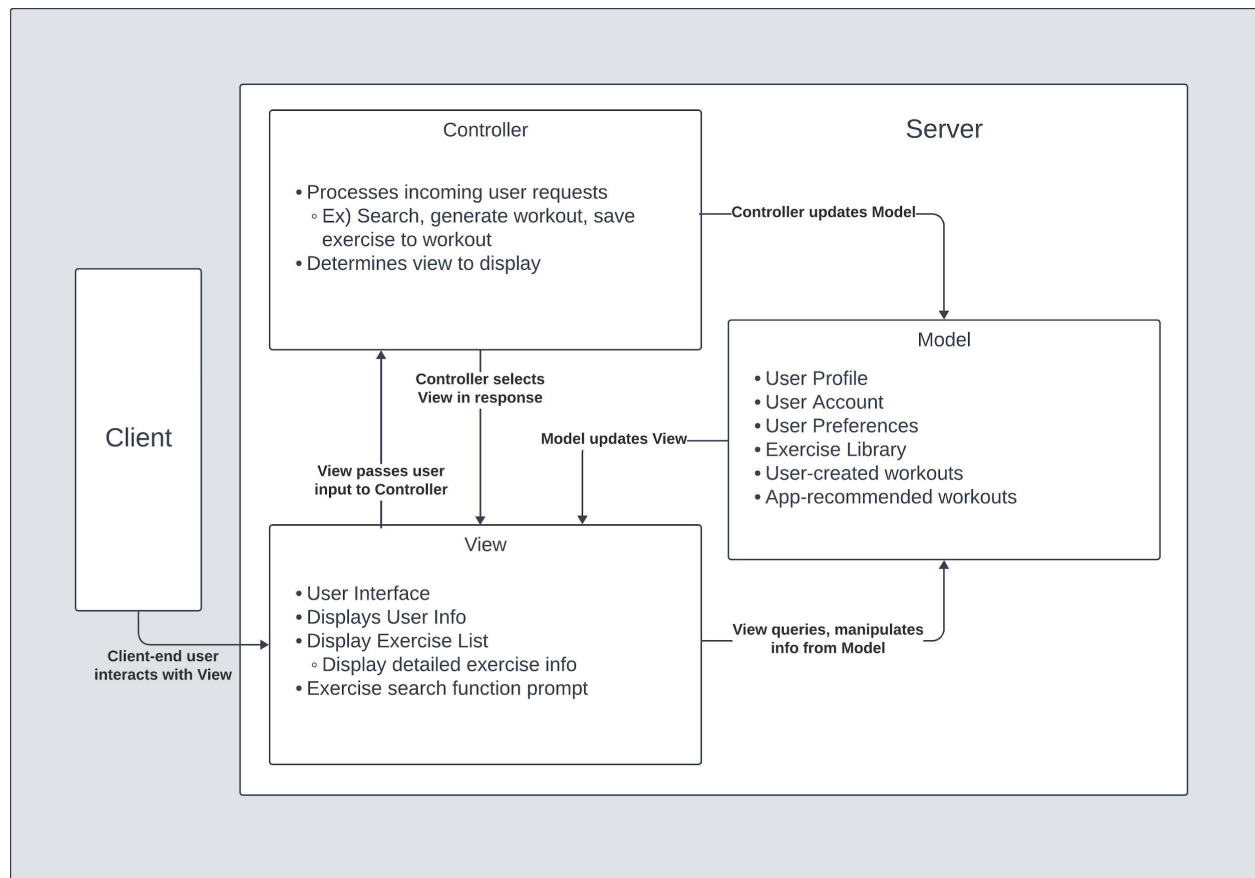 Server
Controller
• Processes incoming user requests
◦ Ex) Search, generate workout, save
exercise to workout
• Determines view to display
Controller updates Model
Model
• User Profile
• User Account
• User Preferences
• Exercise Library
• User-created workouts
• App-recommended workouts
Client
Controller selects
View in response
Model updates View
View passes user
input to Controller
View
• User Interface
• Displays User Info
• Display Exercise List
◦ Display detailed exercise info
• Exercise search function prompt
View queries, manipulates
info from Model
Client-end user
interacts with View